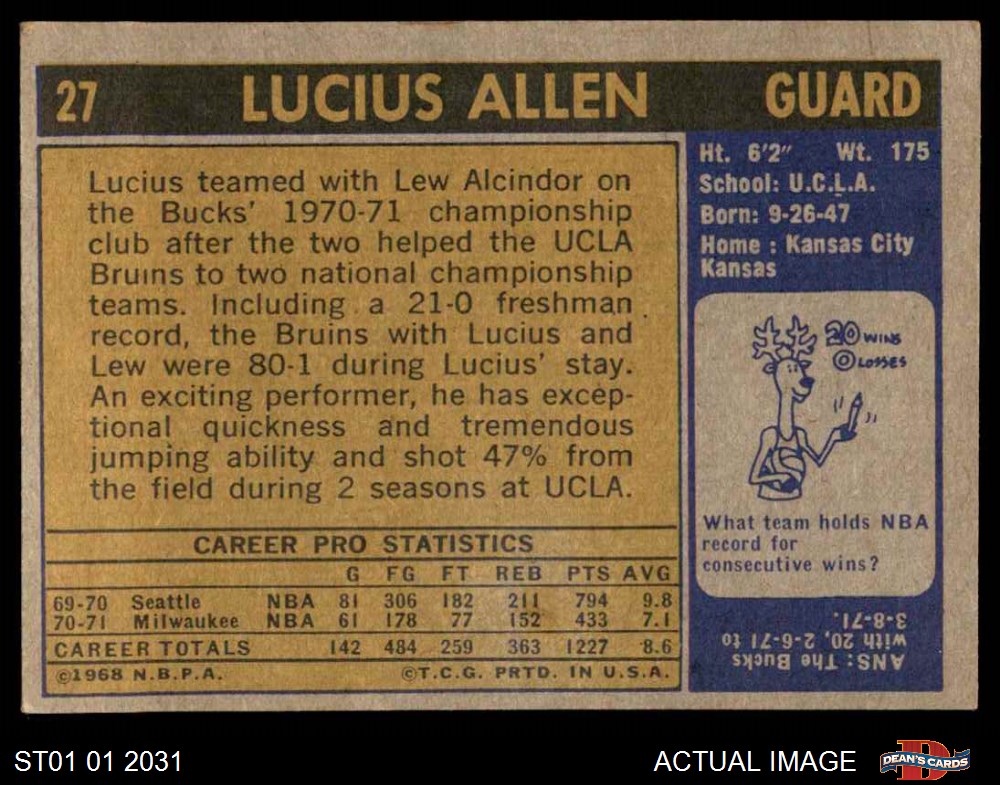 27 LUCIUS ALLEN GUARD
Lucius teamed with Lew Alcindor on
the Bucks' 1970-71 championship
club after the two helped the UCLA
Bruins to two national championship
teams. Including a 21-0 freshman
record, the Bruins with Lucius and
Lew were 80-1 during Lucius' stay.
An exciting performer, he has excep-
tional quickness and tremendous
jumping ability and shot 47% from
the field during 2 seasons at UCLA.
CAREER PRO STATISTICS
G FG FT REB PTS AVG
69-70 Seattle NBA 81 306 182 211 794 9.8
70-71 Milwaukee NBA 61 178 77 152 433 7.1
CAREER TOTALS 142 484 259 363 1227 8.6
©1968 N.B.P.A. ©T.C.G. PRTD. IN U.S.A.
Ht. 6'2" Wt. 175
School: U.C.L.A.
Born: 9-26-47
Home : Kansas City
Kansas
20 WINS
0 LOSSES
What team holds NBA
record for
consecutive wins?
ANS: The Bucks
with 20, 2-6-71 to
3-8-71.
ST01 01 2031 ACTUAL IMAGE DEAN'S CARDS